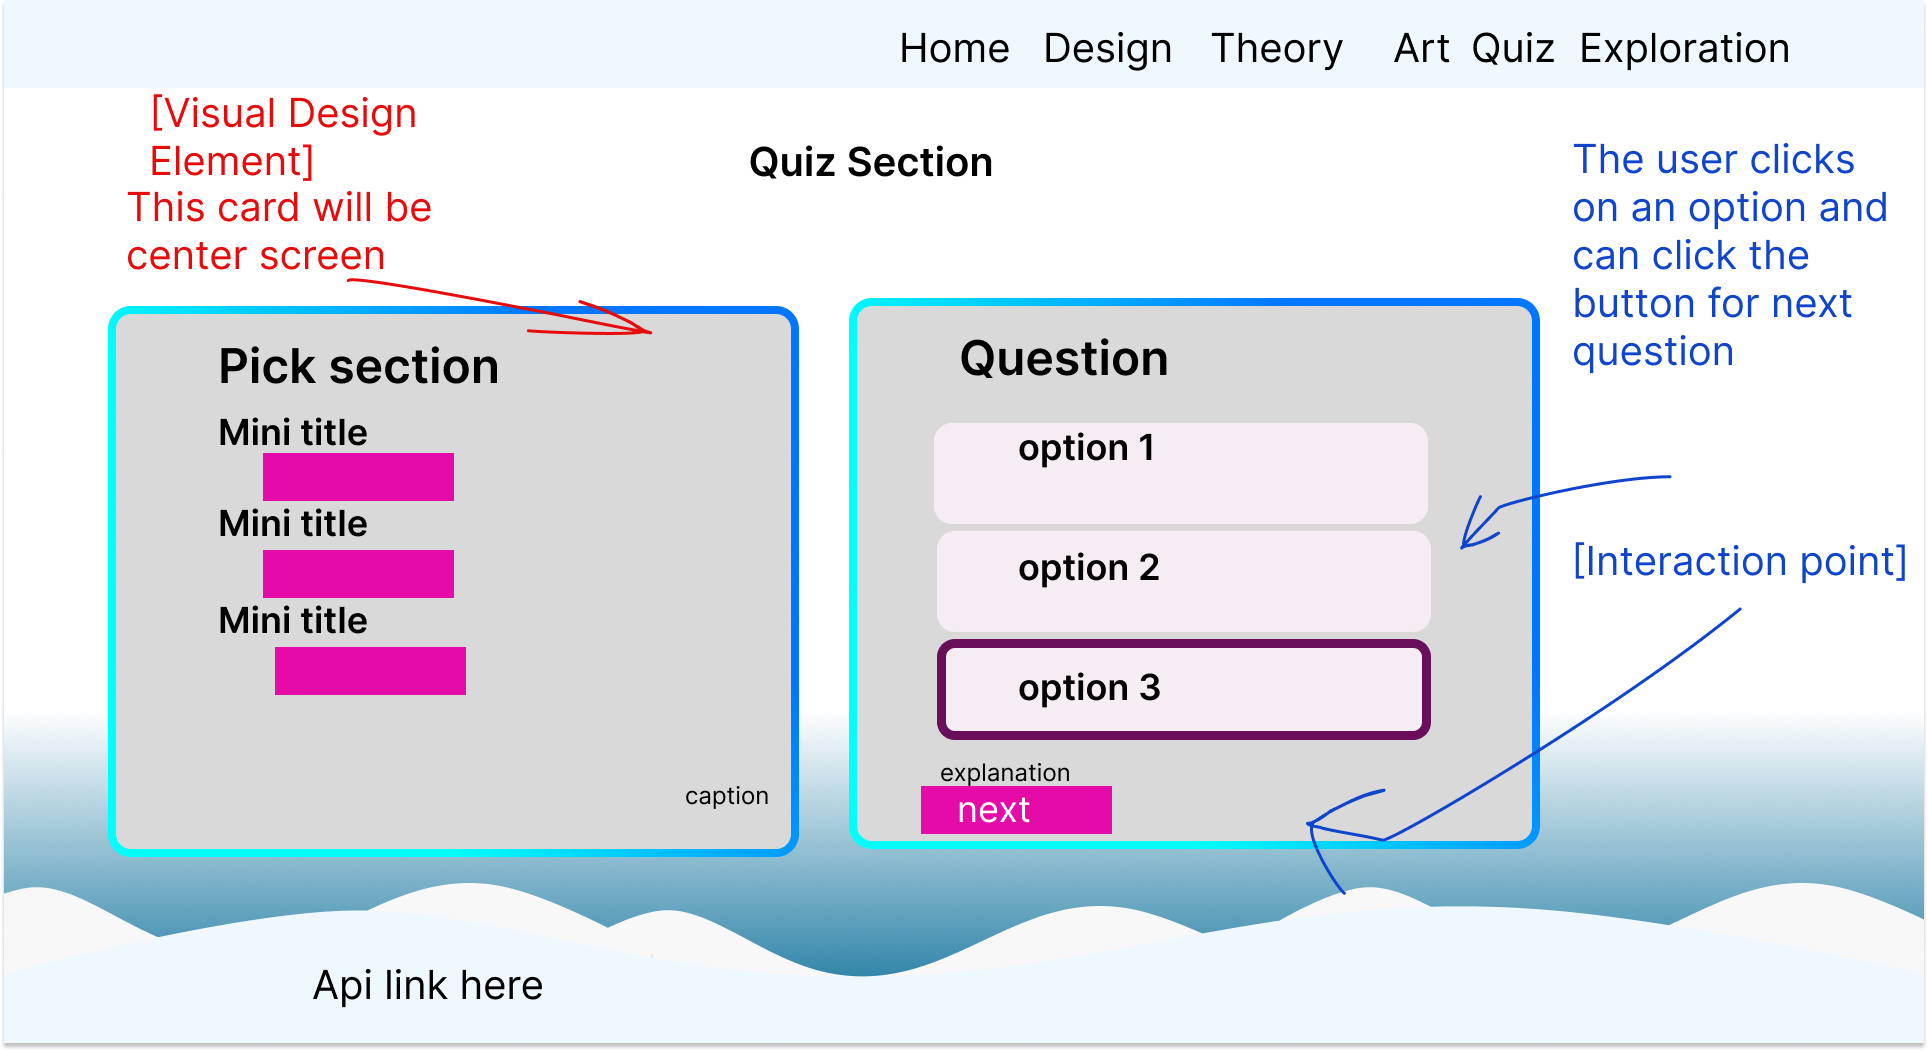 Home Design Theory Art Quiz Exploration
[Visual Design
Element]
This card will be
center screen
Quiz Section
The user clicks
on an option and
can click the
button for next
question
[Interaction point]
Pick section
Mini title
Mini title
Mini title
caption
Question
option 1
option 2
option 3
explanation
next
Api link here